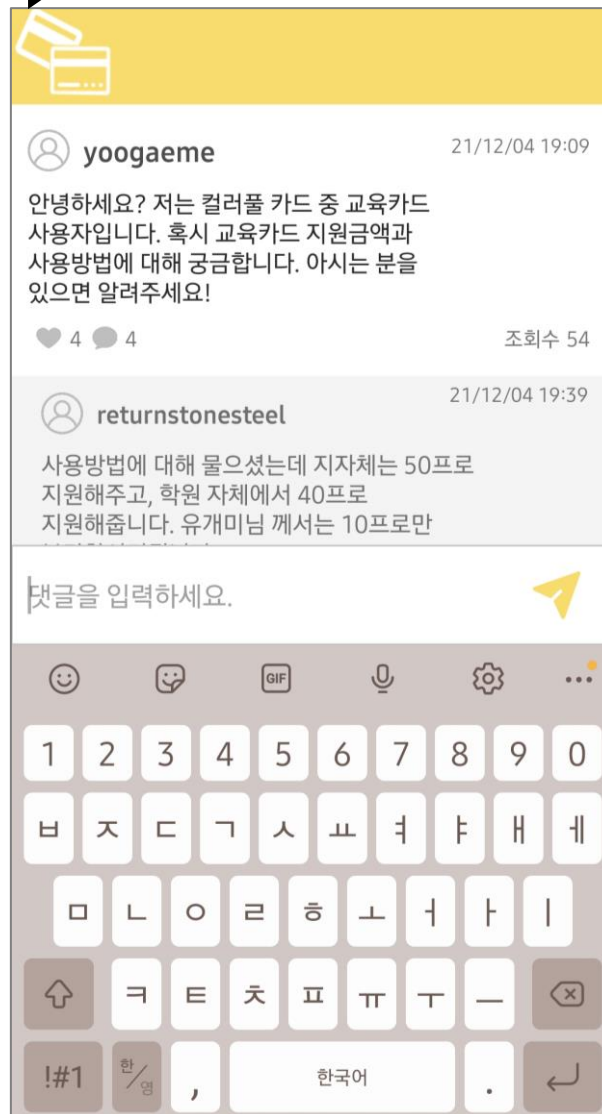 yoogaeme
21/12/04 19:09
안녕하세요? 저는 컬러풀 카드 중 교육카드
사용자입니다. 혹시 교육카드 지원금액과
사용방법에 대해 궁금합니다. 아시는 분을
있으면 알려주세요!
4 4
조회수 54
returnstonesteel
21/12/04 19:39
사용방법에 대해 물으셨는데 지자체는 50프로
지원해주고, 학원 자체에서 40프로
지원해줍니다. 유개미님 께서는 10프로만
댓글을 입력하세요.
GIF
1 2 3 4 5 6 7 8 9 0
ㅂ ㅈ ㄷ ㄱ ㅅ ㅛ ㅕ ㅑ ㅐ ㅔ
ㅁ ㄴ ㅇ ㄹ ㅎ ㅗ ㅓ ㅏ ㅣ
ㅋ ㅌ ㅊ ㅍ ㅠ ㅜ ㅡ
!#1 한/영 , 한국어 .